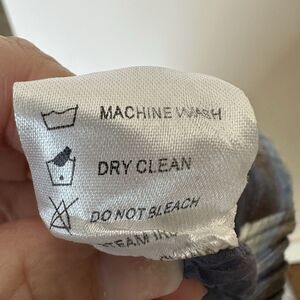 MACHINE WASH
DRY CLEAN
DO NOT BLEACH